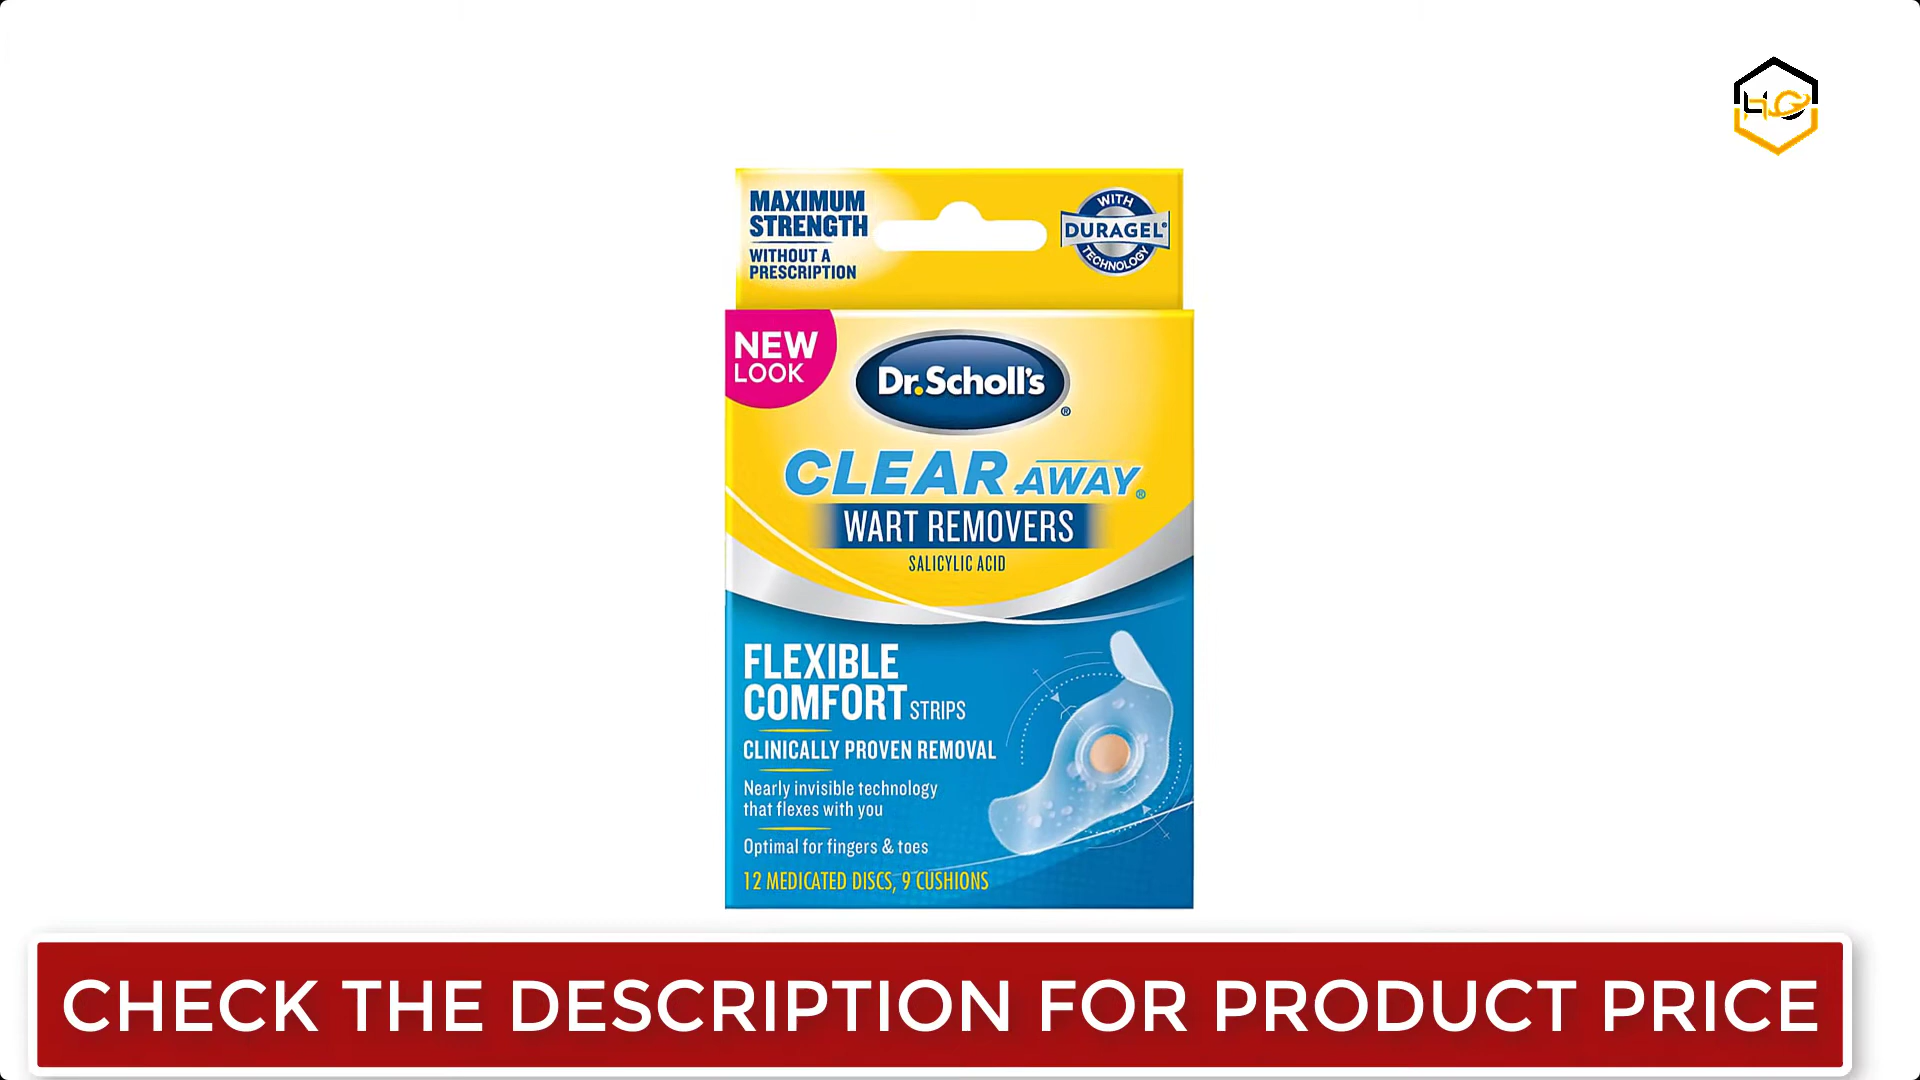 HG
MAXIMUM
STRENGTH
WITHOUT A
PRESCRIPTION
WITH
DURAGEL®
TECHNOLOGY
NEW
LOOK
Dr.Scholl's®
CLEAR AWAY®
WART REMOVERS
SALICYLIC ACID
FLEXIBLE
COMFORT STRIPS
CLINICALLY PROVEN REMOVAL
Nearly invisible technology
that flexes with you
Optimal for fingers & toes
12 MEDICATED DISCS, 9 CUSHIONS
CHECK THE DESCRIPTION FOR PRODUCT PRICE